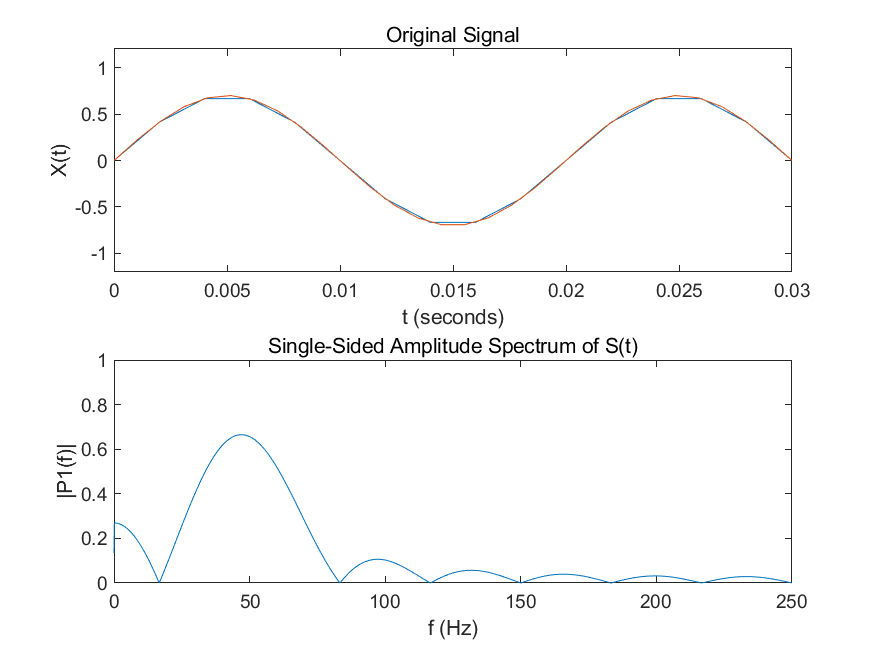 Original Signal
1
0.5
0
-0.5
-1
X(t)
0 0.005 0.01 0.015 0.02 0.025 0.03
t (seconds)
Single-Sided Amplitude Spectrum of S(t)
1
0.8
0.6
0.4
0.2
0
|P1(f)|
0 50 100 150 200 250
f (Hz)